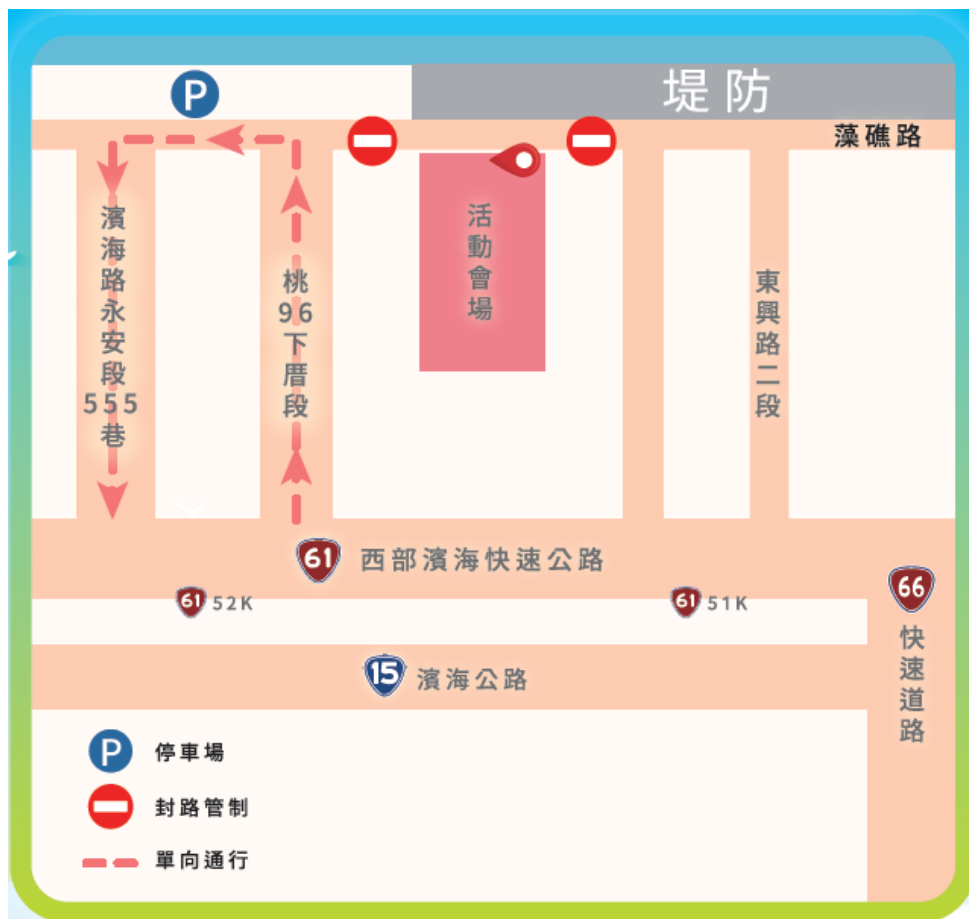 P
堤防
藻礁路
濱海路永安段555巷
桃96下厝段
活動會場
東興路二段
61 西部濱海快速公路
61 52K
61 51K
66 快速道路
15 濱海公路
P 停車場
封路管制
單向通行